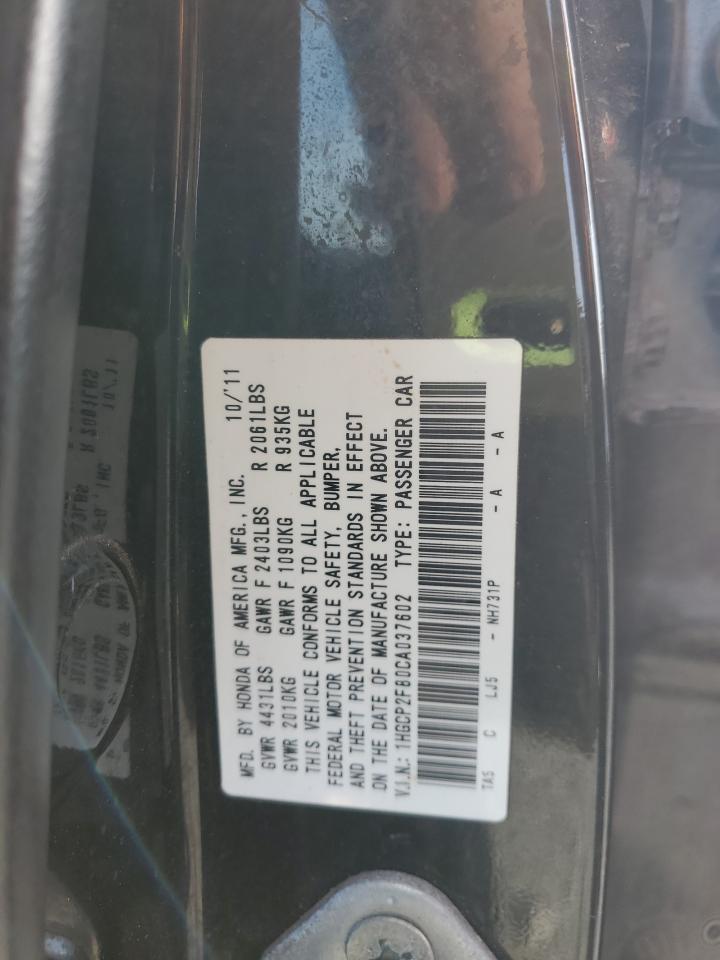 MFD. BY HONDA OF AMERICA MFG., INC. 10/'11
GVWR 4431LBS GAWR F 2403LBS R 2061LBS
GVWR 2010KG GAWR F 1090KG R 935KG
THIS VEHICLE CONFORMS TO ALL APPLICABLE
FEDERAL MOTOR VEHICLE SAFETY, BUMPER,
AND THEFT PREVENTION STANDARDS IN EFFECT
ON THE DATE OF MANUFACTURE SHOWN ABOVE.
V.I.N.: 1HGCP2F80CA037602 TYPE: PASSENGER CAR
TA5 C LJ5 - NH731P - A - A